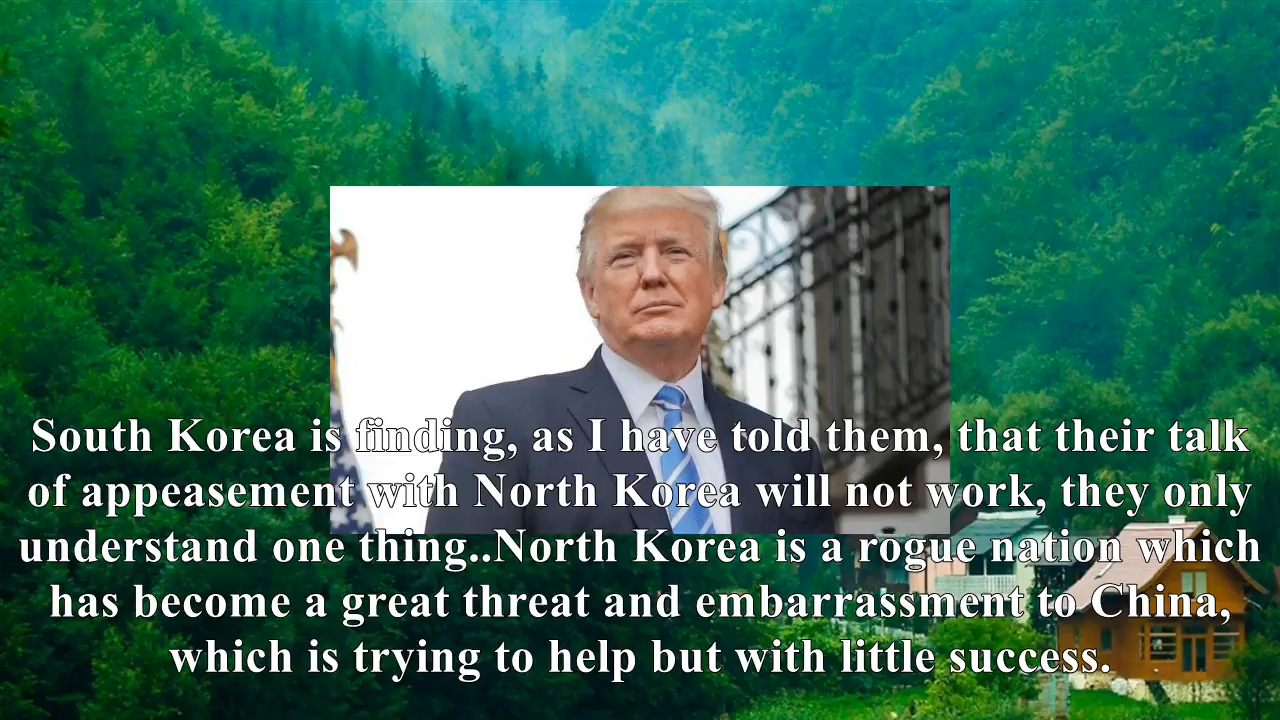 South Korea is finding, as I have told them, that their talk
of appeasement with North Korea will not work, they only
understand one thing..North Korea is a rogue nation which
has become a great threat and embarrassment to China,
which is trying to help but with little success.